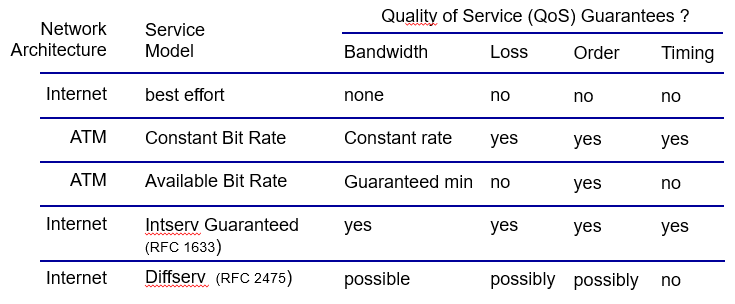 Quality of Service (QoS) Guarantees ?
Network Architecture Service Model Bandwidth Loss Order Timing
Internet best effort none no no no
ATM Constant Bit Rate Constant rate yes yes yes
ATM Available Bit Rate Guaranteed min no yes no
Internet Intserv Guaranteed (RFC 1633) yes yes yes yes
Internet Diffserv (RFC 2475) possible possibly possibly no